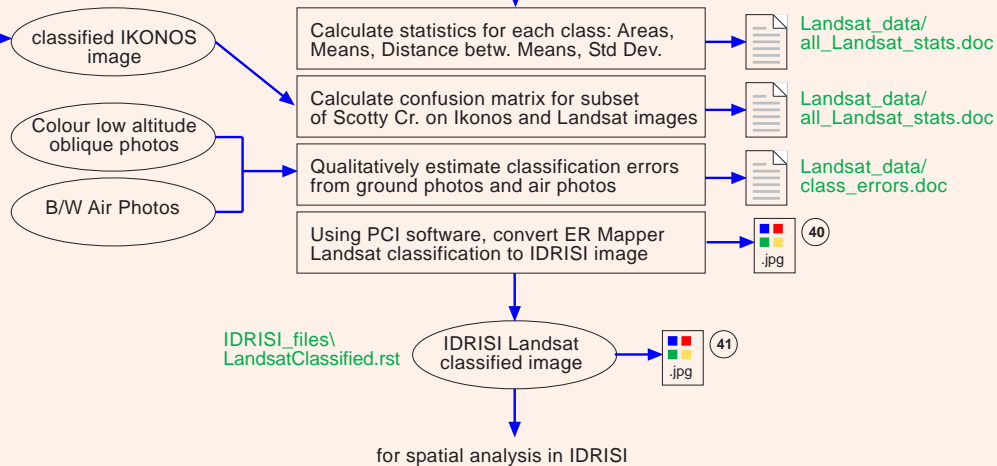 classified IKONOS
image
Calculate statistics for each class: Areas,
Means, Distance betw. Means, Std Dev.
Landsat_data/
all_Landsat_stats.doc
Calculate confusion matrix for subset
of Scotty Cr. on Ikonos and Landsat images
Landsat_data/
all_Landsat_stats.doc
Colour low altitude
oblique photos
B/W Air Photos
Qualitatively estimate classification errors
from ground photos and air photos
Landsat_data/
class_errors.doc
Using PCI software, convert ER Mapper
Landsat classification to IDRISI image
.jpg
40
IDRISI_files\
LandsatClassified.rst
IDRISI Landsat
classified image
.jpg
41
for spatial analysis in IDRISI